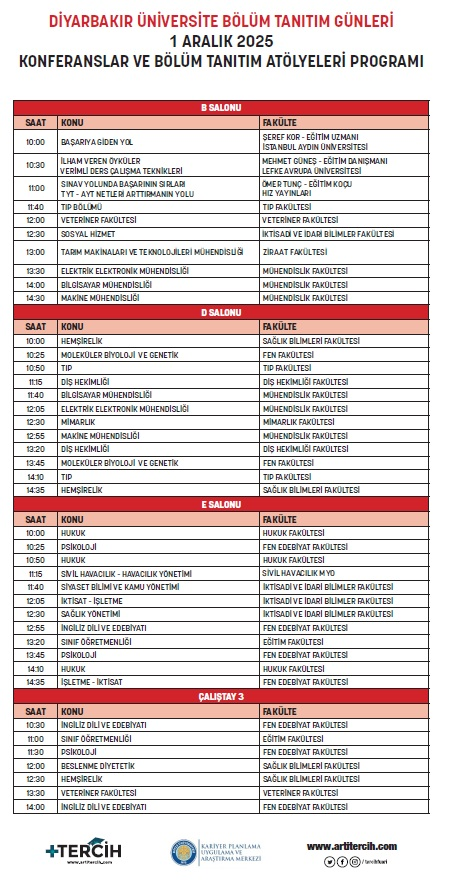 DİYARBAKIR ÜNİVERSİTE BÖLÜM TANITIM GÜNLERİ
1 ARALIK 2025
KONFERANSLAR VE BÖLÜM TANITIM ATÖLYELERİ PROGRAMI
B SALONU
SAAT KONU FAKÜLTE
10:00 BAŞARIYA GİDEN YOL ŞEREF KOR - EĞİTİM UZMANI
İSTANBUL AYDIN ÜNİVERSİTESİ
10:30 İLHAM VEREN ÖYKÜLER MEHMET GÜNEŞ - EĞİTİM DANIŞMANI
VERİMLİ DERS ÇALIŞMA TEKNİKLERİ LEFKE AVRUPA ÜNİVERSİTESİ
11:00 SINAV YOLUNDA BAŞARININ SIRLARI ÖMER TUNÇ - EĞİTİM KOÇU
TYT - AYT NETLERİ ARTTIRMANIN YOLU HIZ YAYINLARI
11:40 TIP BÖLÜMÜ TIP FAKÜLTESİ
12:00 VETERİNER FAKÜLTESİ VETERİNER FAKÜLTESİ
12:30 SOSYAL HİZMET İKTİSADİ VE İDARİ BİLİMLER FAKÜLTESİ
13:00 TARIM MAKİNALARI VE TEKNOLOJİLERİ MÜHENDİSLİĞİ ZİRAAT FAKÜLTESİ
13:30 ELEKTRİK ELEKTRONİK MÜHENDİSLİĞİ MÜHENDİSLİK FAKÜLTESİ
14:00 BİLGİSAYAR MÜHENDİSLİĞİ MÜHENDİSLİK FAKÜLTESİ
14:30 MAKİNE MÜHENDİSLİĞİ MÜHENDİSLİK FAKÜLTESİ
D SALONU
SAAT KONU FAKÜLTE
10:00 HEMŞİRELİK SAĞLIK BİLİMLERİ FAKÜLTESİ
10:25 MOLEKÜLER BİYOLOJİ VE GENETİK FEN FAKÜLTESİ
10:50 TIP TIP FAKÜLTESİ
11:15 DİŞ HEKİMLİĞİ DİŞ HEKİMLİĞİ FAKÜLTESİ
11:40 BİLGİSAYAR MÜHENDİSLİĞİ MÜHENDİSLİK FAKÜLTESİ
12:05 ELEKTRİK ELEKTRONİK MÜHENDİSLİĞİ MÜHENDİSLİK FAKÜLTESİ
12:30 MİMARLIK MİMARLIK FAKÜLTESİ
12:55 MAKİNE MÜHENDİSLİĞİ MÜHENDİSLİK FAKÜLTESİ
13:20 DİŞ HEKİMLİĞİ DİŞ HEKİMLİĞİ FAKÜLTESİ
13:45 MOLEKÜLER BİYOLOJİ VE GENETİK FEN FAKÜLTESİ
14:10 TIP TIP FAKÜLTESİ
14:35 HEMŞİRELİK SAĞLIK BİLİMLERİ FAKÜLTESİ
E SALONU
SAAT KONU FAKÜLTE
10:00 HUKUK HUKUK FAKÜLTESİ
10:25 PSİKOLOJİ FEN EDEBİYAT FAKÜLTESİ
10:50 HUKUK HUKUK FAKÜLTESİ
11:15 SİVİL HAVACILIK - HAVACILIK YÖNETİMİ SİVİL HAVACILIK MYO
11:40 SİYASET BİLİMİ VE KAMU YÖNETİMİ İKTİSADİ VE İDARİ BİLİMLER FAKÜLTESİ
12:05 İKTİSAT - İŞLETME İKTİSADİ VE İDARİ BİLİMLER FAKÜLTESİ
12:30 SAĞLIK YÖNETİMİ İKTİSADİ VE İDARİ BİLİMLER FAKÜLTESİ
12:55 İNGİLİZ DİLİ VE EDEBİYATI FEN EDEBİYAT FAKÜLTESİ
13:20 SINIF ÖĞRETMENLİĞİ EĞİTİM FAKÜLTESİ
13:45 PSİKOLOJİ FEN EDEBİYAT FAKÜLTESİ
14:10 HUKUK HUKUK FAKÜLTESİ
14:35 İŞLETME - İKTİSAT FEN EDEBİYAT FAKÜLTESİ
ÇALIŞTAY 3
SAAT KONU FAKÜLTE
10:30 İNGİLİZ DİLİ VE EDEBİYATI FEN EDEBİYAT FAKÜLTESİ
11:00 SINIF ÖĞRETMENLİĞİ EĞİTİM FAKÜLTESİ
11:30 PSİKOLOJİ FEN EDEBİYAT FAKÜLTESİ
12:00 BESLENME DİYETETİK SAĞLIK BİLİMLERİ FAKÜLTESİ
12:30 HEMŞİRELİK SAĞLIK BİLİMLERİ FAKÜLTESİ
13:30 VETERİNER FAKÜLTESİ VETERİNER FAKÜLTESİ
14:00 İNGİLİZ DİLİ VE EDEBİYATI FEN EDEBİYAT FAKÜLTESİ
+TERCİH
www.artitercih.com
KARİYER PLANLAMA
UYGULAMA VE
ARAŞTIRMA MERKEZİ
www.artitercih.com
/tercihfuari